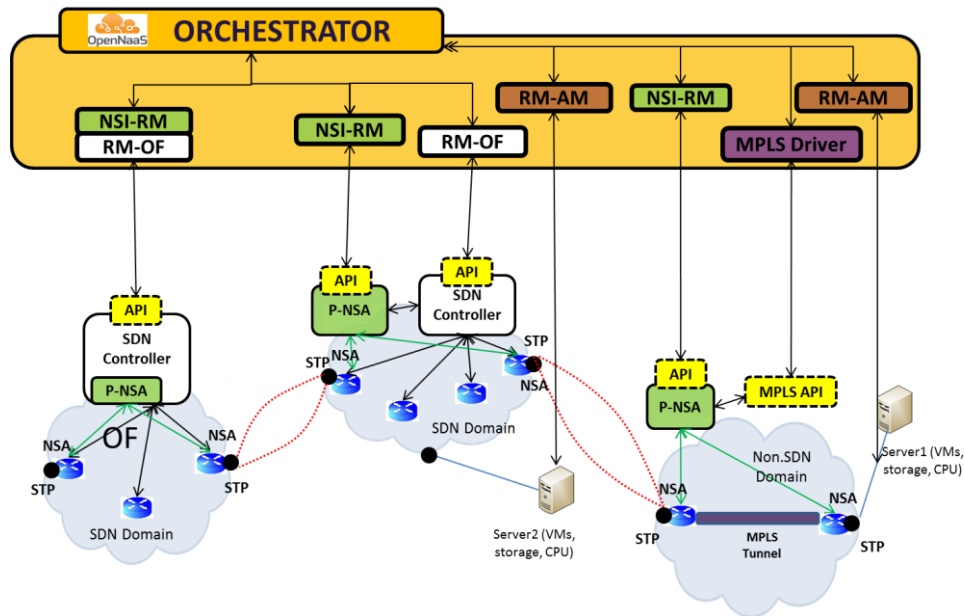 OpenNaaS
ORCHESTRATOR
RM-AM
NSI-RM
RM-AM
NSI-RM
RM-OF
NSI-RM
RM-OF
MPLS Driver
API
P-NSA
API
SDN
Controller
API
SDN
Controller
P-NSA
API
P-NSA
MPLS API
STP
NSA
STP
NSA
NSA
OF
NSA
STP
STP
SDN Domain
SDN Domain
Server2 (VMs,
storage, CPU)
Server1 (VMs,
storage, CPU)
Non.SDN
Domain
NSA
NSA
STP
STP
MPLS
Tunnel